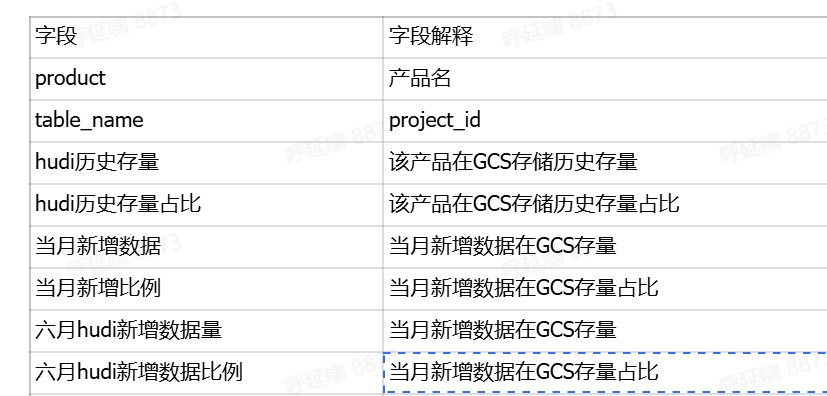 字段 字段解释
product 产品名
table_name project_id
hudi历史存量 该产品在GCS存储历史存量
hudi历史存量占比 该产品在GCS存储历史存量占比
当月新增数据 当月新增数据在GCS存量
当月新增比例 当月新增数据在GCS存量占比
六月hudi新增数据量 当月新增数据在GCS存量
六月hudi新增数据比例 当月新增数据在GCS存量占比
呼延啸 8873